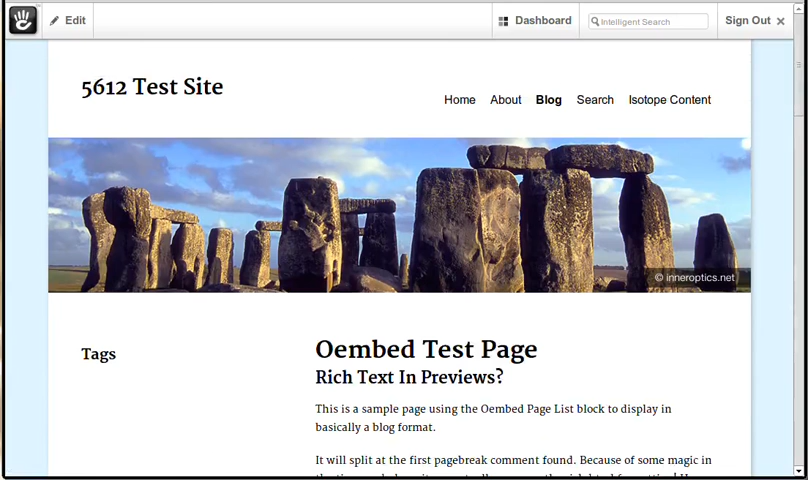 Edit
Dashboard
Intelligent Search
Sign Out
5612 Test Site
Home About Blog Search Isotope Content
© inneroptics.net
Tags
Oembed Test Page
Rich Text In Previews?
This is a sample page using the Oembed Page List block to display in
basically a blog format.
It will split at the first pagebreak comment found. Because of some magic in